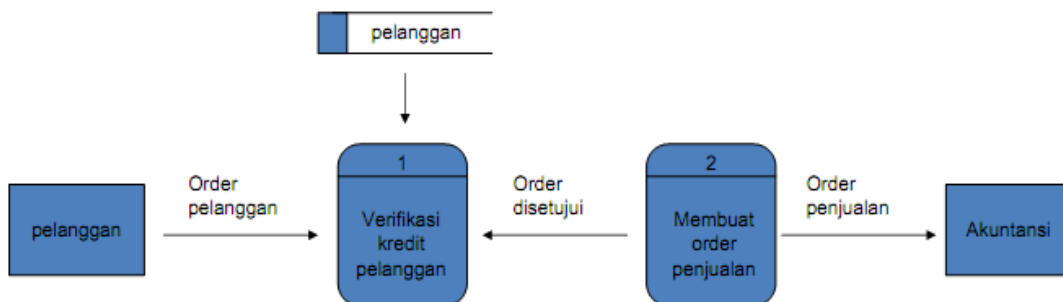 pelanggan
pelanggan
Order
pelanggan
1
Verifikasi
kredit
pelanggan
Order
disetujui
2
Membuat
order
penjualan
Order
penjualan
Akuntansi